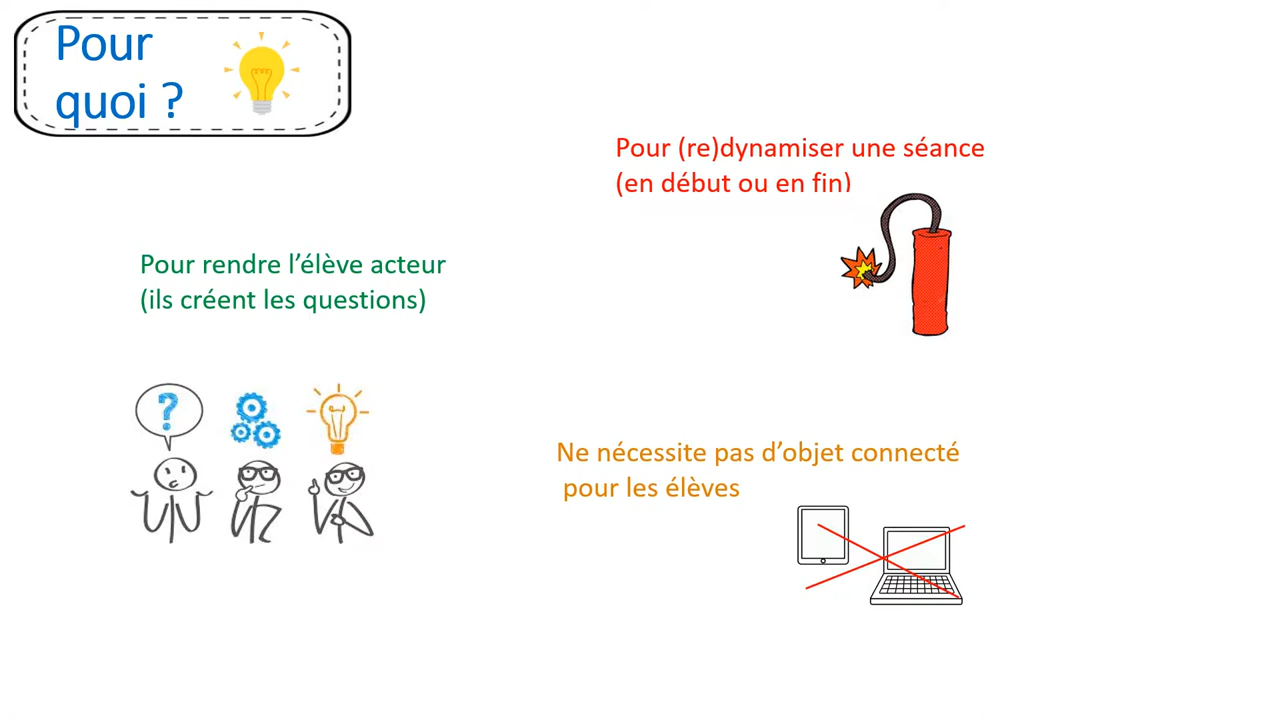 Pour
quoi ?
Pour (re)dynamiser une séance
(en début ou en fin)
Pour rendre l’élève acteur
(ils créent les questions)
?
Ne nécessite pas d’objet connecté
pour les élèves